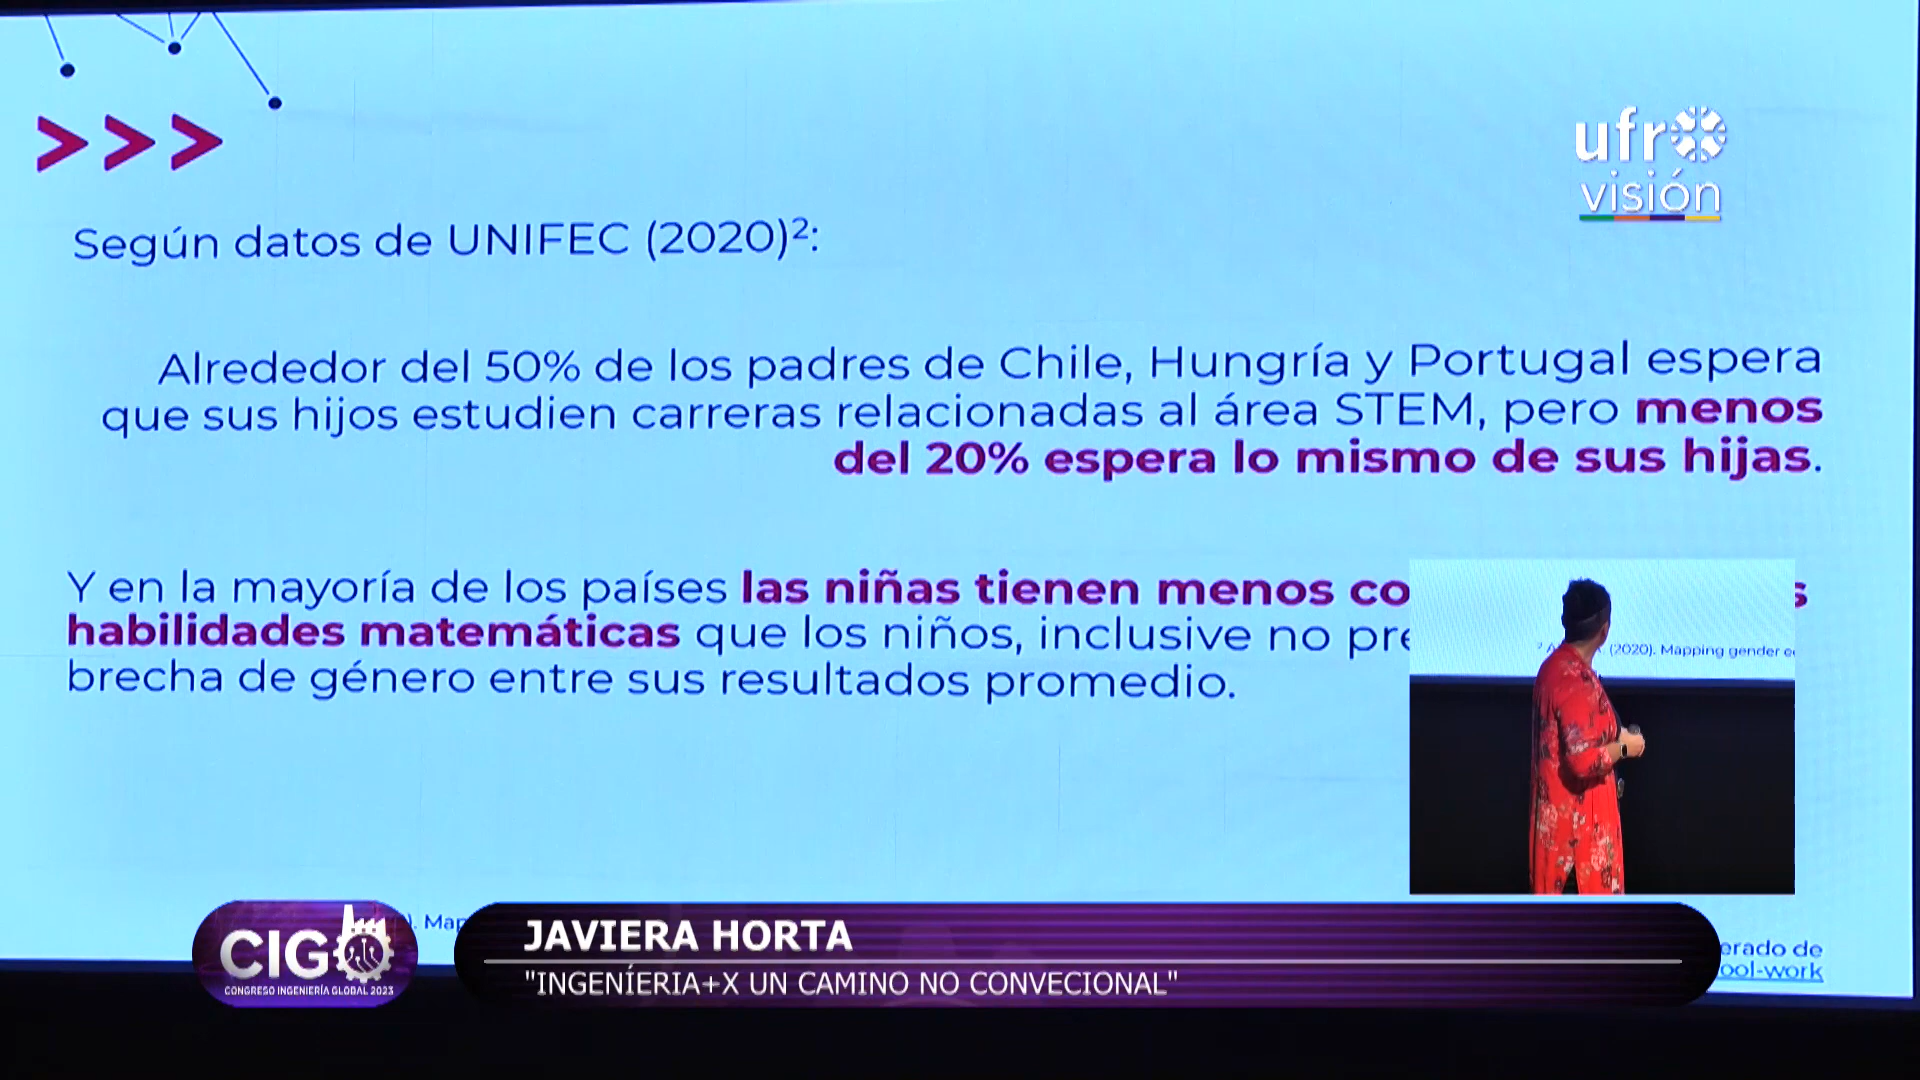 ufro
visión
Según datos de UNIFEC (2020)²:
Alrededor del 50% de los padres de Chile, Hungría y Portugal espera
que sus hijos estudien carreras relacionadas al área STEM, pero menos
del 20% espera lo mismo de sus hijas.
Y en la mayoría de los países las niñas tienen menos
habilidades matemáticas que los niños, inclusive no
brecha de género entre sus resultados promedio.
(2020). Mapping gender
CIGO
CONGRESO INGENIERÍA GLOBAL 2023
JAVIERA HORTA
"INGENÍERIA+X UN CAMINO NO CONVECIONAL"
de